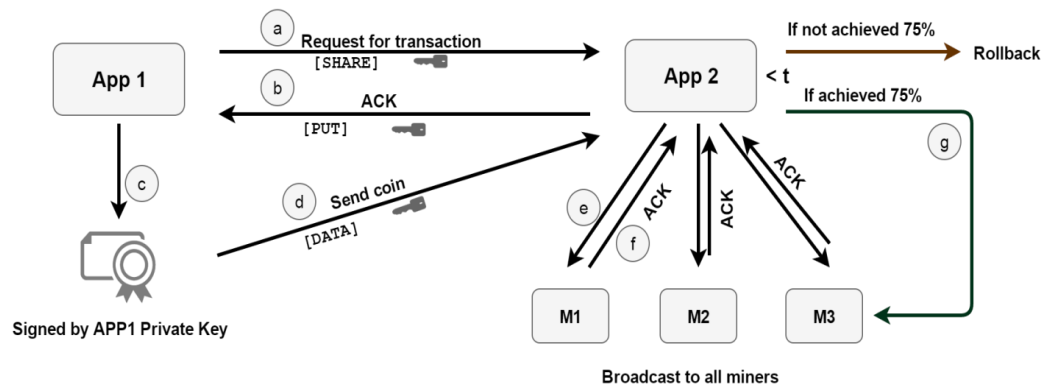 a
Request for transaction
[SHARE]
If not achieved 75%
Rollback
App 1
App 2
< t
b
ACK
[PUT]
If achieved 75%
g
c
d
Send coin
[DATA]
e
f
ACK
ACK
ACK
M1
M2
M3
Signed by APP1 Private Key
Broadcast to all miners